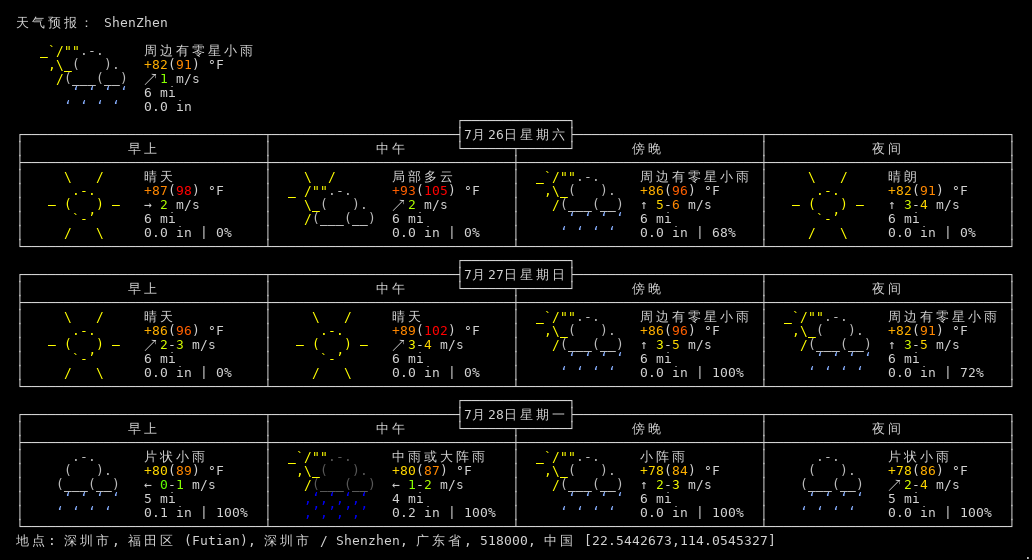 天气预报： ShenZhen
周边有零星小雨
+82(91) °F
↗ 1 m/s
6 mi
0.0 in
7月26日星期六
早上 中午 傍晚 夜间
晴天 局部多云 周边有零星小雨 晴朗
+87(98) °F +93(105) °F +86(96) °F +82(91) °F
→ 2 m/s ↗ 2 m/s ↑ 5-6 m/s ↑ 3-4 m/s
6 mi 6 mi 6 mi 6 mi
0.0 in | 0% 0.0 in | 0% 0.0 in | 68% 0.0 in | 0%
7月27日星期日
早上 中午 傍晚 夜间
晴天 晴天 周边有零星小雨 周边有零星小雨
+86(96) °F +89(102) °F +86(96) °F +82(91) °F
↗ 2-3 m/s ↗ 3-4 m/s ↑ 3-5 m/s ↑ 3-5 m/s
6 mi 6 mi 6 mi 6 mi
0.0 in | 0% 0.0 in | 0% 0.0 in | 100% 0.0 in | 72%
7月28日星期一
早上 中午 傍晚 夜间
片状小雨 中雨或大阵雨 小阵雨 片状小雨
+80(89) °F +80(87) °F +78(84) °F +78(86) °F
← 0-1 m/s ← 1-2 m/s ↑ 2-3 m/s ↗ 2-4 m/s
5 mi 4 mi 6 mi 5 mi
0.1 in | 100% 0.2 in | 100% 0.0 in | 100% 0.0 in | 100%
地点: 深圳市, 福田区 (Futian), 深圳市 / Shenzhen, 广东省, 518000, 中国 [22.5442673,114.0545327]